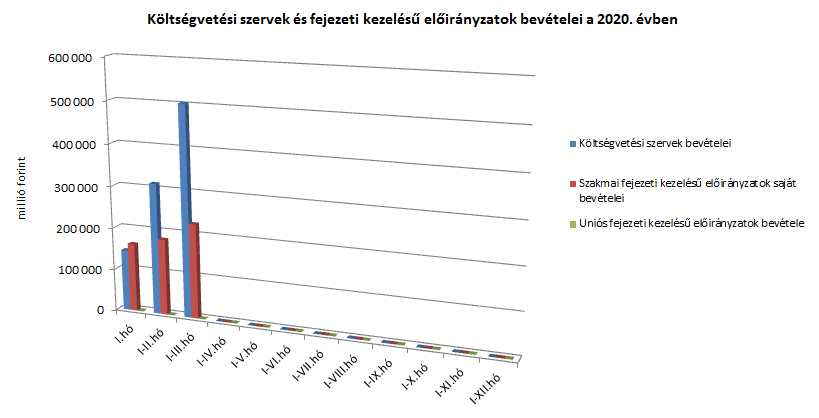 Költségvetési szervek és fejezeti kezelésű előirányzatok bevételei a 2020. évben
600 000
500 000
400 000
300 000
200 000
100 000
0
millió forint
I.hó
I-II.hó
I-III.hó
I-IV.hó
I-V.hó
I-VI.hó
I-VII.hó
I-VIII.hó
I-IX.hó
I-X.hó
I-XI.hó
I-XII.hó
Költségvetési szervek bevételei
Szakmai fejezeti kezelésű előirányzatok saját
bevételei
Uniós fejezeti kezelésű előirányzatok bevétele